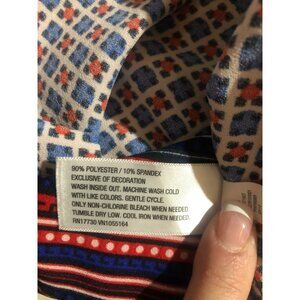 90% POLYESTER / 10% SPANDEX
EXCLUSIVE OF DECORATION
WASH INSIDE OUT. MACHINE WASH COLD
WITH LIKE COLORS. GENTLE CYCLE.
ONLY NON-CHLORINE BLEACH WHEN NEEDED
TUMBLE DRY LOW. COOL IRON WHEN NEEDED
RN17730 VN1055164